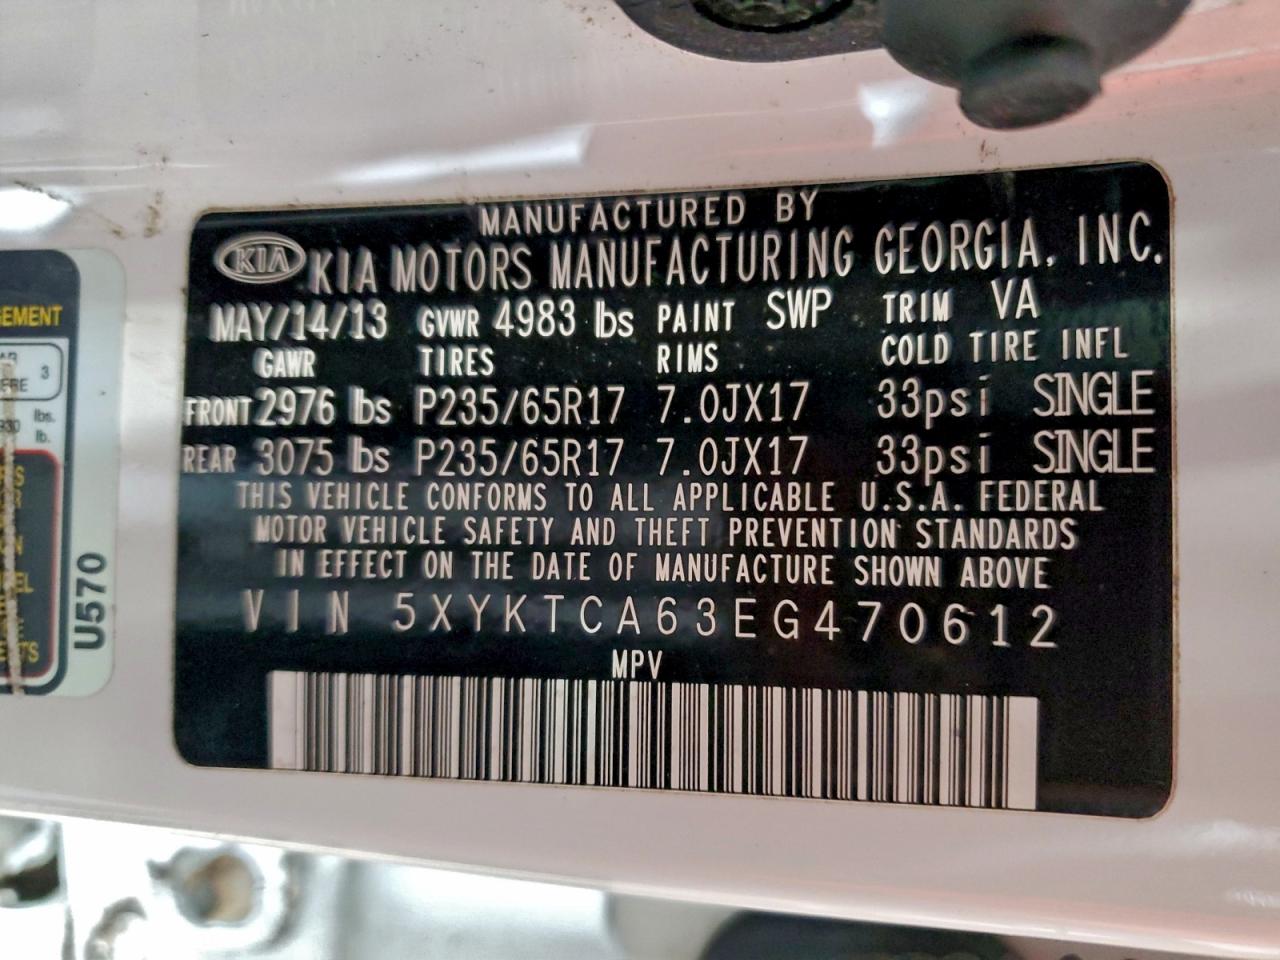 MANUFACTURED BY
KIA KIA MOTORS MANUFACTURING GEORGIA, INC.
MAY/14/13 GVWR 4983 lbs PAINT SWP TRIM VA
GAWR TIRES RIMS COLD TIRE INFL
FRONT 2976 lbs P235/65R17 7.0JX17 33psi SINGLE
REAR 3075 lbs P235/65R17 7.0JX17 33psi SINGLE
THIS VEHICLE CONFORMS TO ALL APPLICABLE U.S.A. FEDERAL
MOTOR VEHICLE SAFETY AND THEFT PREVENTION STANDARDS
IN EFFECT ON THE DATE OF MANUFACTURE SHOWN ABOVE
VIN 5XYKTCA63EG470612
MPV
3
lbs.
lb.
U570